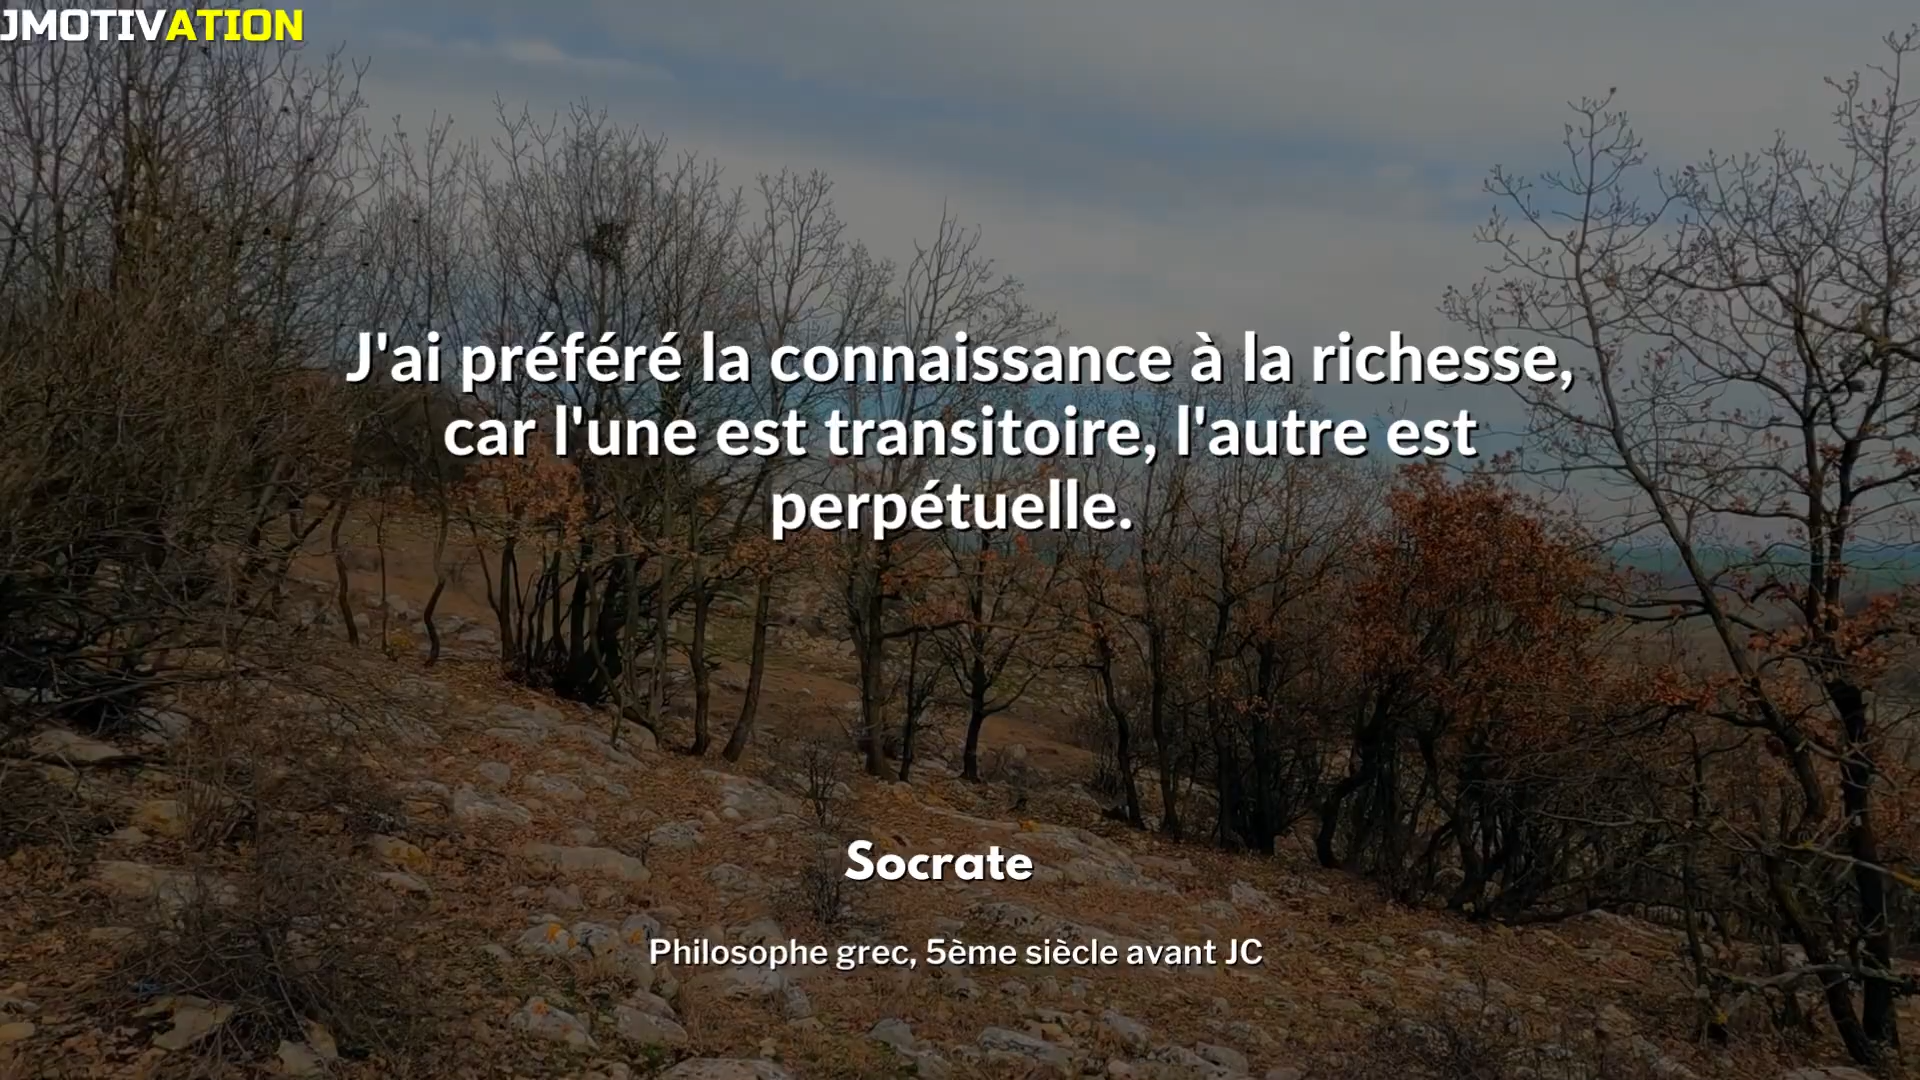 JMOTIVATION
J'ai préféré la connaissance à la richesse,
car l'une est transitoire, l'autre est
perpétuelle.
Socrate
Philosophe grec, 5ème siècle avant JC